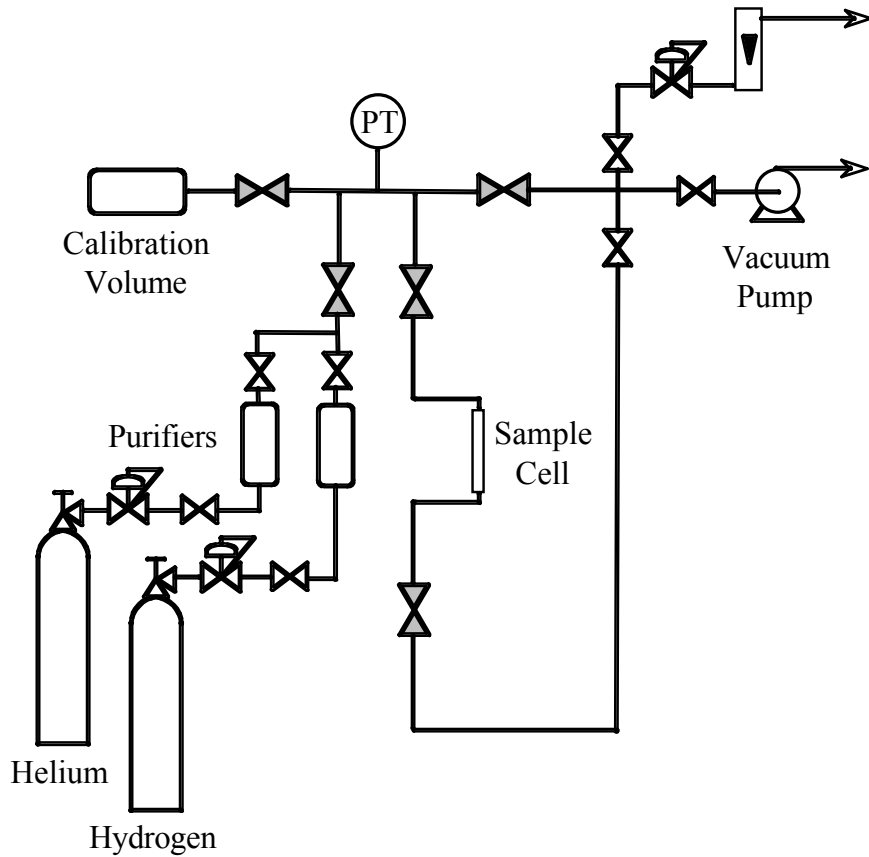 PT
Calibration
Volume
Vacuum
Pump
Purifiers
Sample
Cell
Helium
Hydrogen